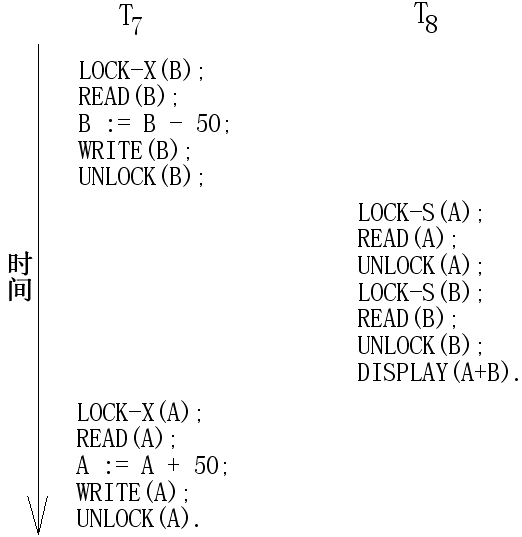 T7
T8
LOCK-X(B);
READ(B);
B := B - 50;
WRITE(B);
UNLOCK(B);
LOCK-S(A);
READ(A);
UNLOCK(A);
LOCK-S(B);
READ(B);
UNLOCK(B);
DISPLAY(A+B).
时间
LOCK-X(A);
READ(A);
A := A + 50;
WRITE(A);
UNLOCK(A).